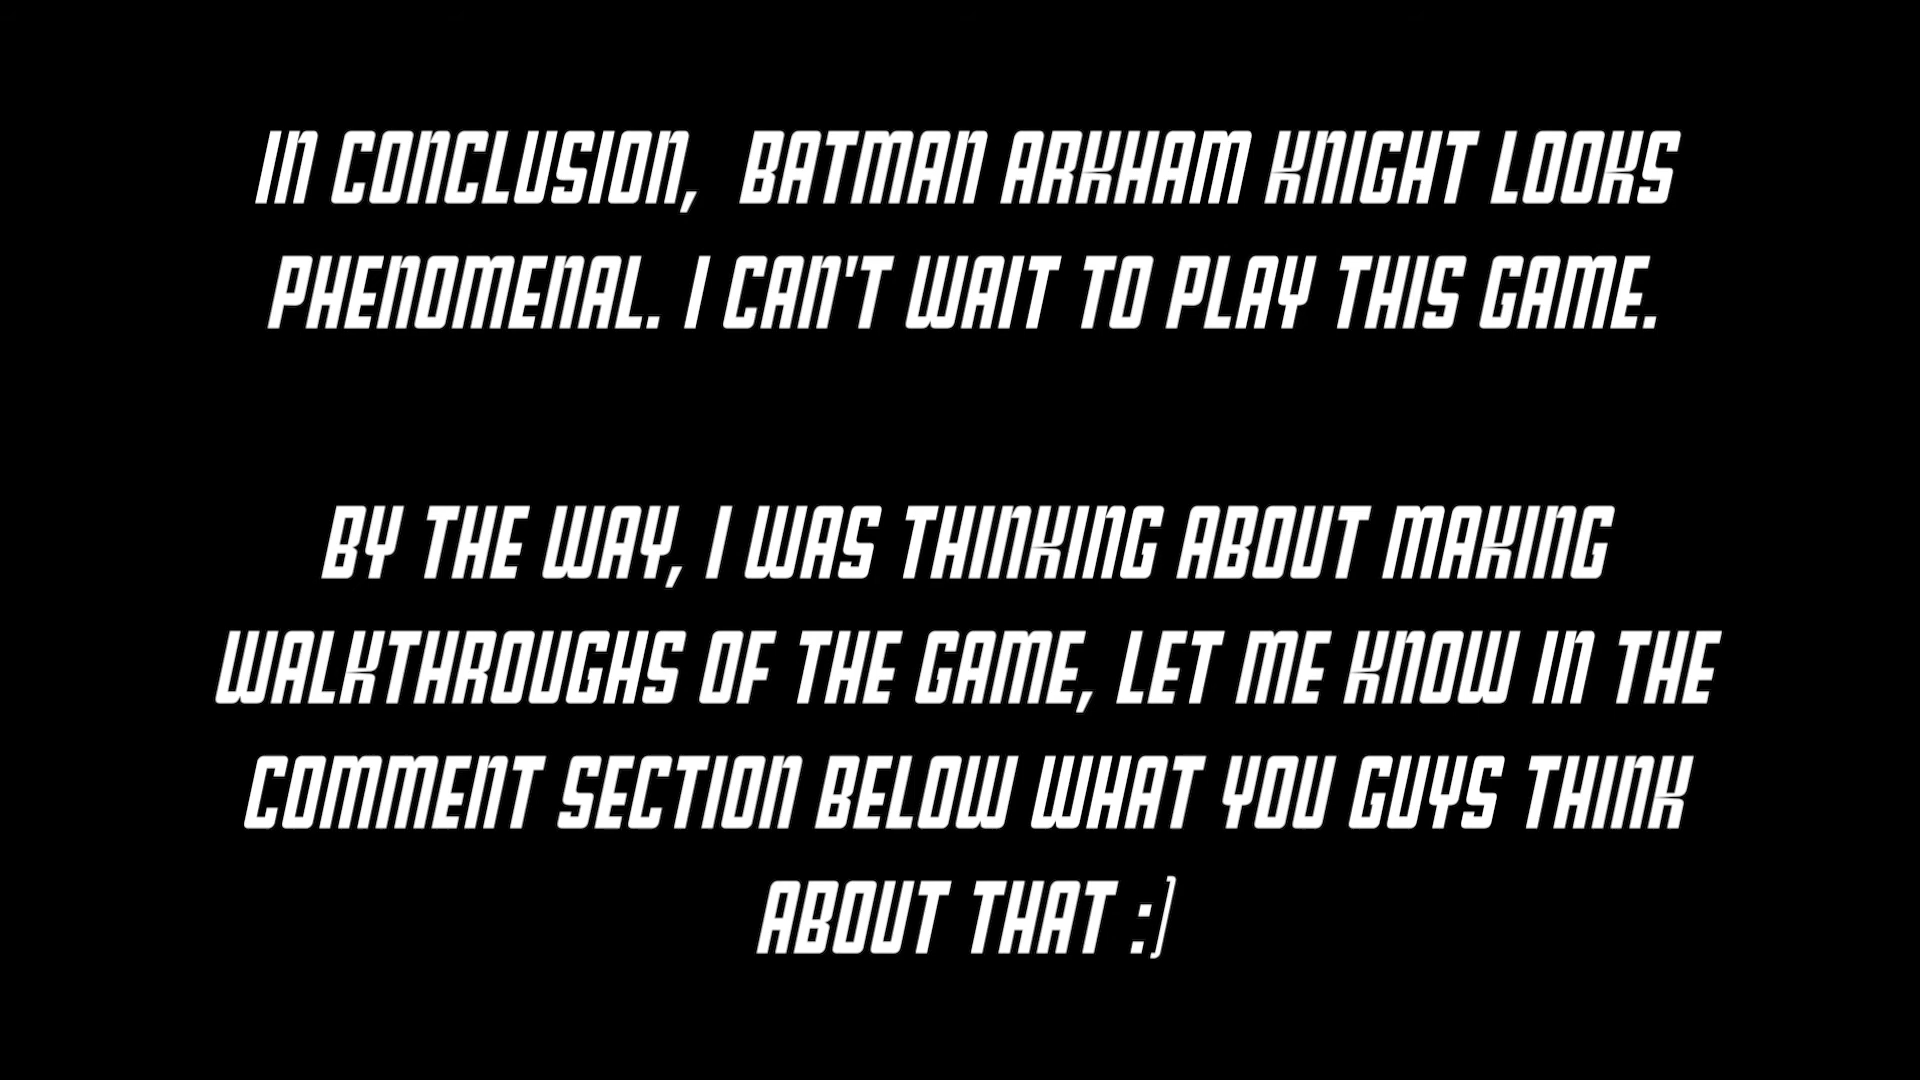 IN CONCLUSION,  BATMAN ARKHAM KNIGHT LOOKS
PHENOMENAL. I CAN'T WAIT TO PLAY THIS GAME.
BY THE WAY, I WAS THINKING ABOUT MAKING
WALKTHROUGHS OF THE GAME, LET ME KNOW IN THE
COMMENT SECTION BELOW WHAT YOU GUYS THINK
ABOUT THAT :)